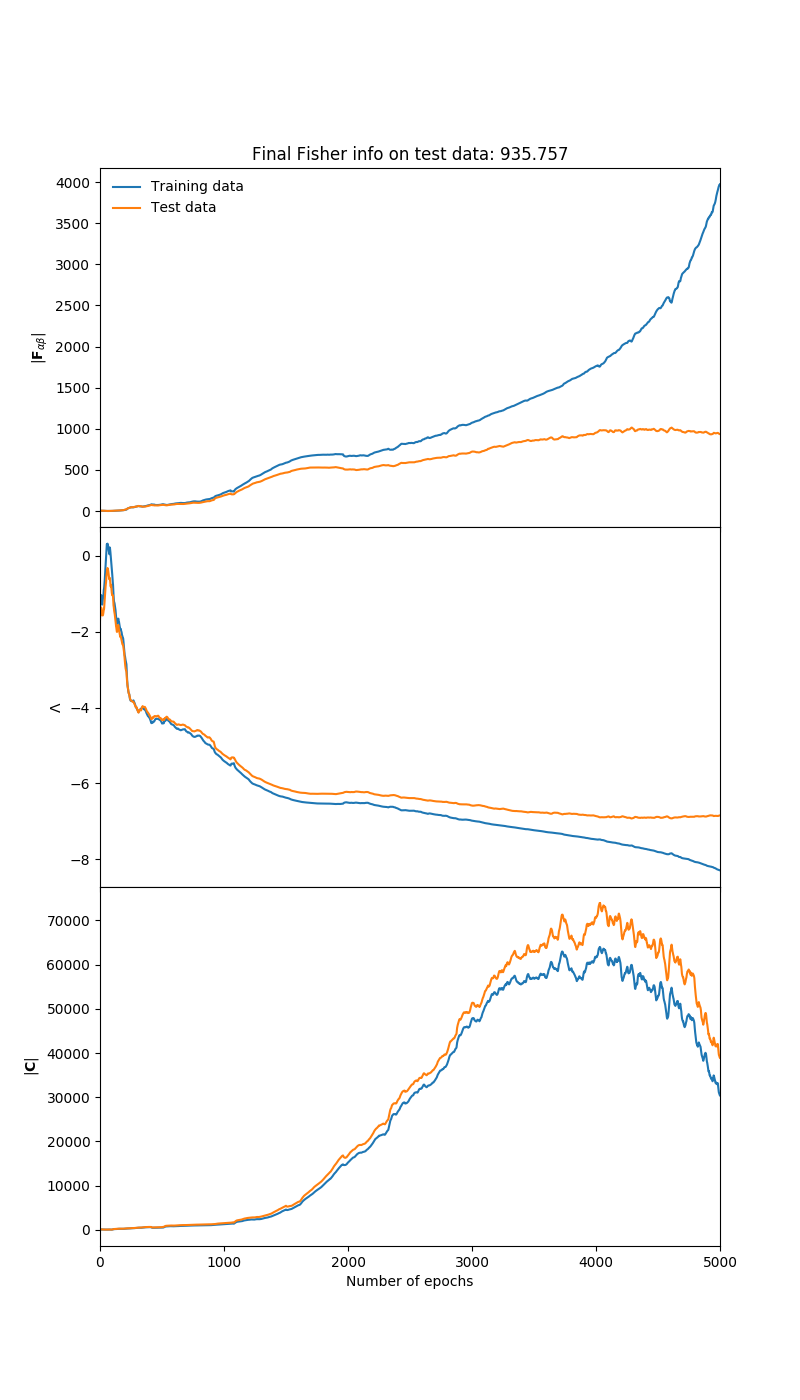 Final Fisher info on test data: 935.757
Training data
Test data
4000
3500
3000
2500
2000
1500
1000
500
0
|F_{αβ}|
0
−2
−4
−6
−8
Λ
70000
60000
50000
40000
30000
20000
10000
0
|C|
0 1000 2000 3000 4000 5000
Number of epochs